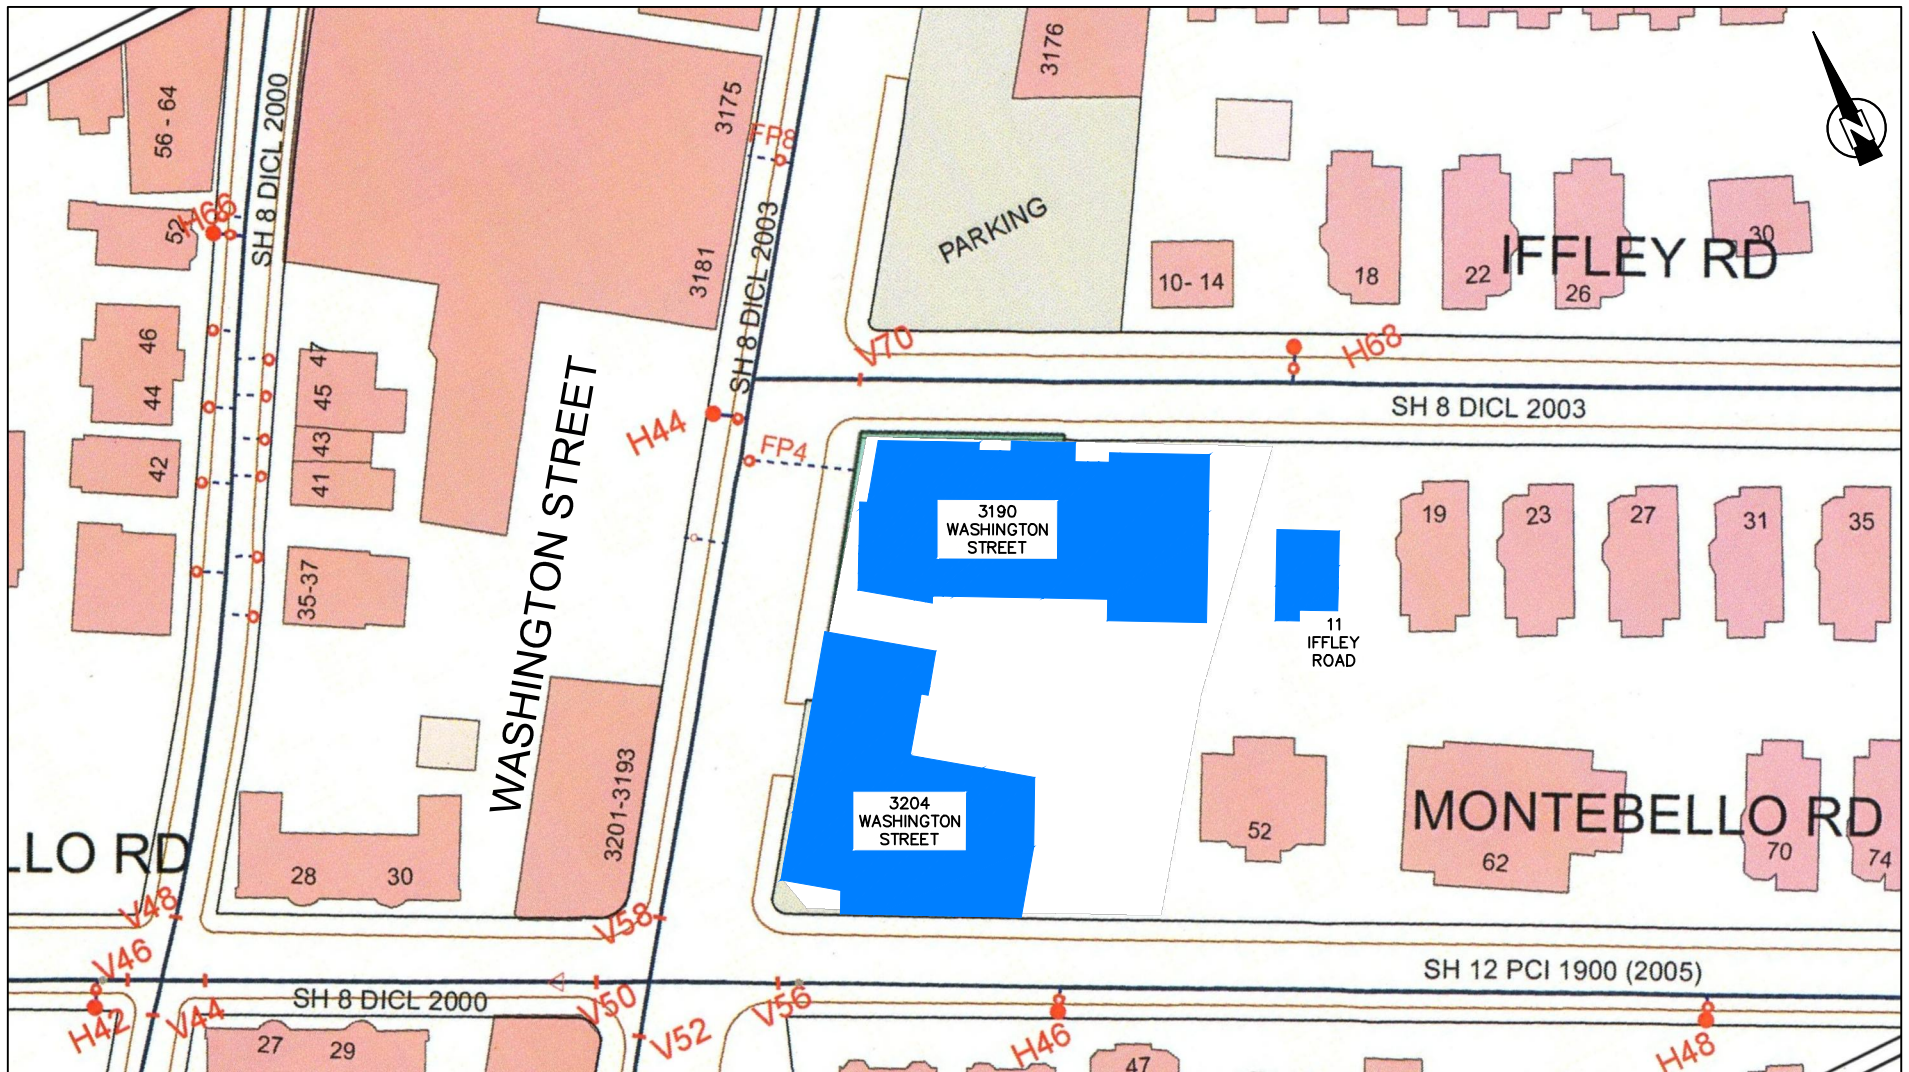 3176
56 - 64
SH 8 DICL 2000
3175
FP8
N
H66
52
PARKING
SH 8 DICL 2003
3181
10- 14
18
22
26
30
IFFLEY RD
46
44
47
45
43
41
42
V70
H68
SH 8 DICL 2003
H44
FP4
WASHINGTON STREET
3190
WASHINGTON
STREET
19
23
27
31
35
35-37
11
IFFLEY
ROAD
3201-3193
3204
WASHINGTON
STREET
52
62
MONTEBELLO RD
70
74
LLO RD
28
30
V48
V58
V46
SH 12 PCI 1900 (2005)
SH 8 DICL 2000
V50
V56
H42
V44
V52
H46
H48
27
29
47